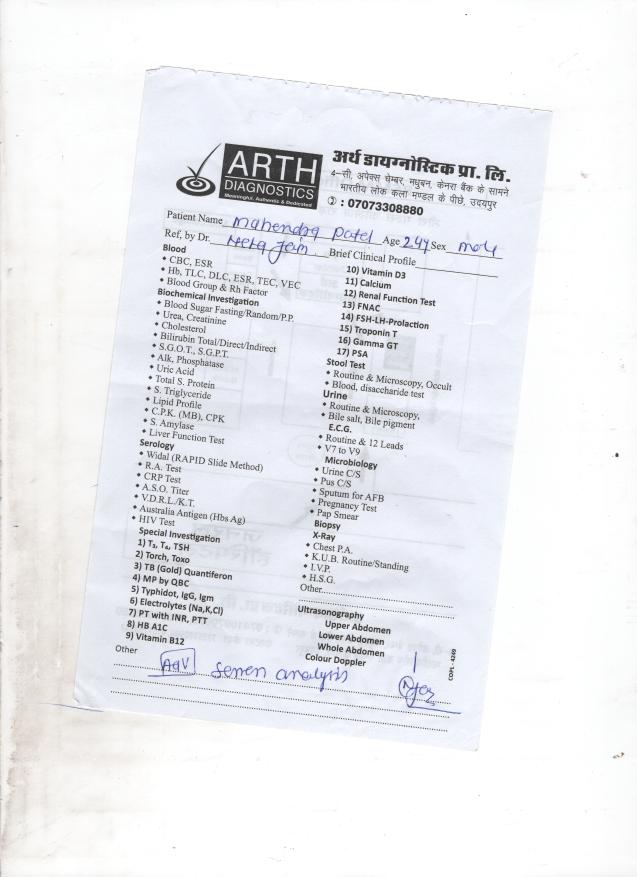 ARTH
DIAGNOSTICS
Meaningful, Authentic & Dedicated
अर्थ डायग्नोस्टिक प्रा. लि.
4–सी, अपेक्स चेम्बर, मधुबन, केनरा बैंक के सामने
भारतीय लोक कला मण्डल के पीछे, उदयपुर
: 07073308880
Patient Name Mahendra Patel Age 24Y Sex Male
Ref, by Dr. Neha Jain Brief Clinical Profile
Blood
CBC, ESR
Hb, TLC, DLC, ESR, TEC, VEC
Blood Group & Rh Factor
Biochemical Investigation
Blood Sugar Fasting/Random/P.P.
Urea, Creatinine
Cholesterol
Bilirubin Total/Direct/Indirect
S.G.O.T., S.G.P.T.
Alk, Phosphatase
Uric Acid
Total S. Protein
S. Triglyceride
Lipid Profile
C.P.K. (MB), CPK
S. Amylase
Liver Function Test
Serology
Widal (RAPID Slide Method)
R.A. Test
CRP Test
A.S.O. Titer
V.D.R.L./K.T.
Australia Antigen (Hbs Ag)
HIV Test
Special Investigation
1) T₃, T₄, TSH
2) Torch, Toxo
3) TB (Gold) Quantiferon
4) MP by QBC
5) Typhidot, IgG, Igm
6) Electrolytes (Na,K,Cl)
7) PT with INR, PTT
8) HB A1C
9) Vitamin B12
10) Vitamin D3
11) Calcium
12) Renal Function Test
13) FNAC
14) FSH-LH-Prolaction
15) Troponin T
16) Gamma GT
17) PSA
Stool Test
Routine & Microscopy, Occult
Blood, disaccharide test
Urine
Routine & Microscopy,
Bile salt, Bile pigment
E.C.G.
Routine & 12 Leads
V7 to V9
Microbiology
Urine C/S
Pus C/S
Sputum for AFB
Pregnancy Test
Pap Smear
Biopsy
X-Ray
Chest P.A.
K.U.B. Routine/Standing
I.V.P.
H.S.G.
Other
Ultrasonography
Upper Abdomen
Lower Abdomen
Whole Abdomen
Colour Doppler
COPL - 4249
Other
Adv Semen analysis